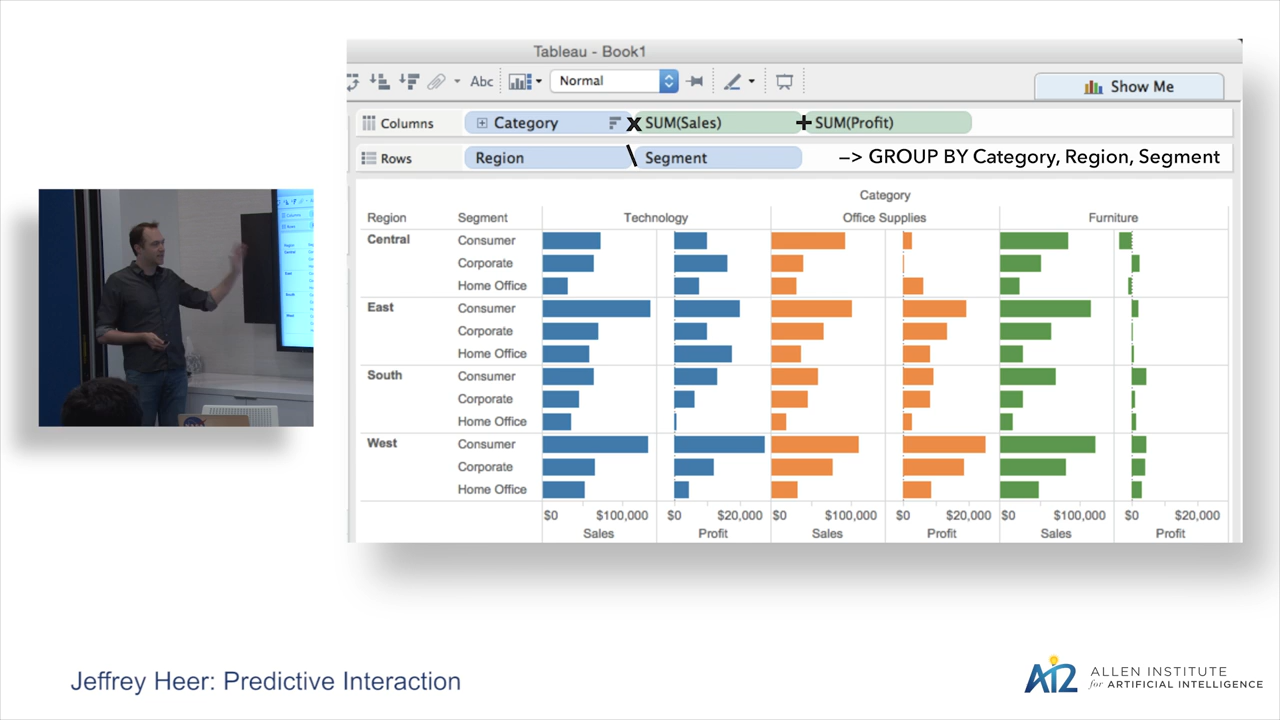 Tableau - Book1
Abc Normal Show Me
Columns Category x SUM(Sales) + SUM(Profit)
Rows Region \ Segment —> GROUP BY Category, Region, Segment
Category
Region Segment Technology Office Supplies Furniture
Central Consumer
Corporate
Home Office
East Consumer
Corporate
Home Office
South Consumer
Corporate
Home Office
West Consumer
Corporate
Home Office
$0 $100,000 $0 $20,000 $0 $100,000 $0 $20,000 $0 $100,000 $0 $20,000
Sales Profit Sales Profit Sales Profit
Jeffrey Heer: Predictive Interaction
AI2 ALLEN INSTITUTE
for ARTIFICIAL INTELLIGENCE